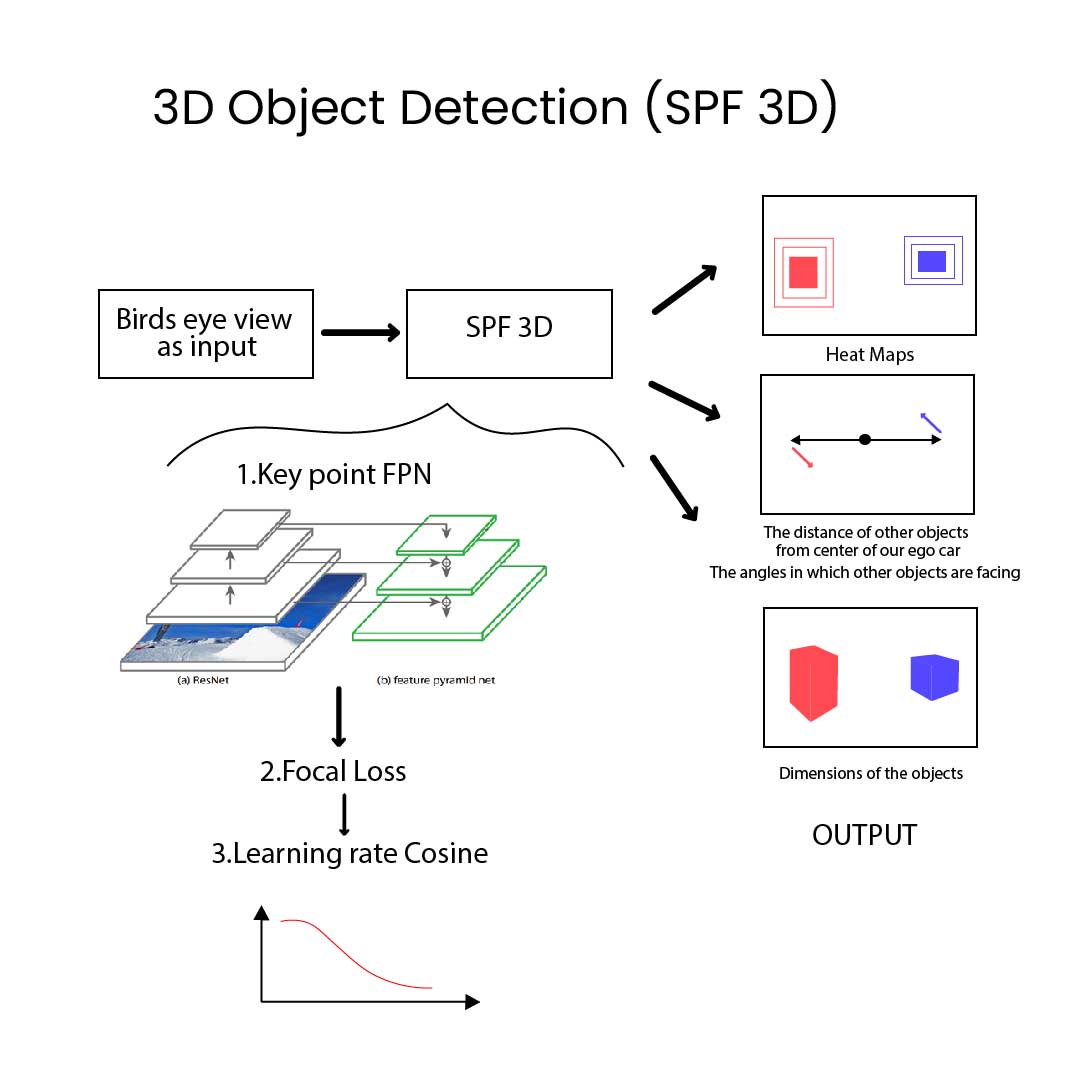 3D Object Detection (SPF 3D)
Birds eye view
as input
SPF 3D
Heat Maps
1.Key point FPN
(a) ResNet
(b) feature pyramid net
The distance of other objects
from center of our ego car
The angles in which other objects are facing
2.Focal Loss
Dimensions of the objects
3.Learning rate Cosine
OUTPUT